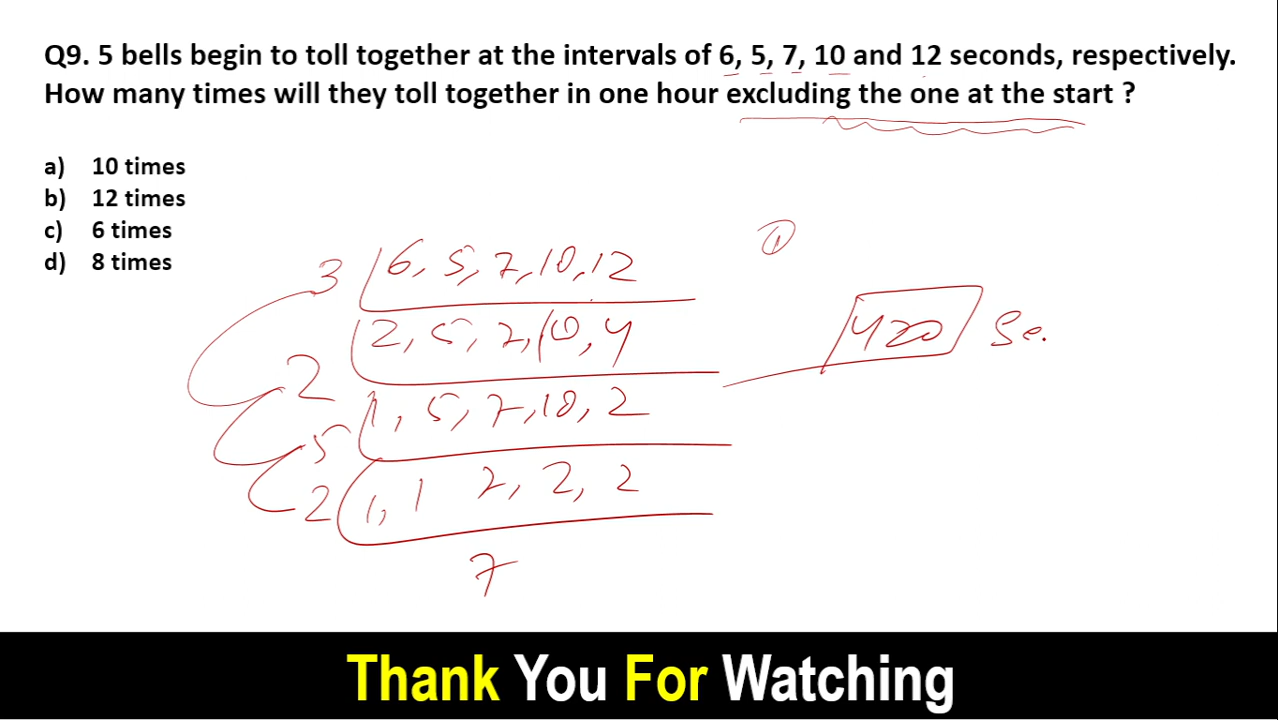 Q9. 5 bells begin to toll together at the intervals of 6, 5, 7, 10 and 12 seconds, respectively.
How many times will they toll together in one hour excluding the one at the start ?
a) 10 times
b) 12 times
c) 6 times
d) 8 times
1
3 6, 5, 7, 10, 12
2 2, 5, 7, 10, 4
420 Se.
5 1, 5, 7, 10, 2
2 1, 1 7, 2, 2
7
Thank You For Watching